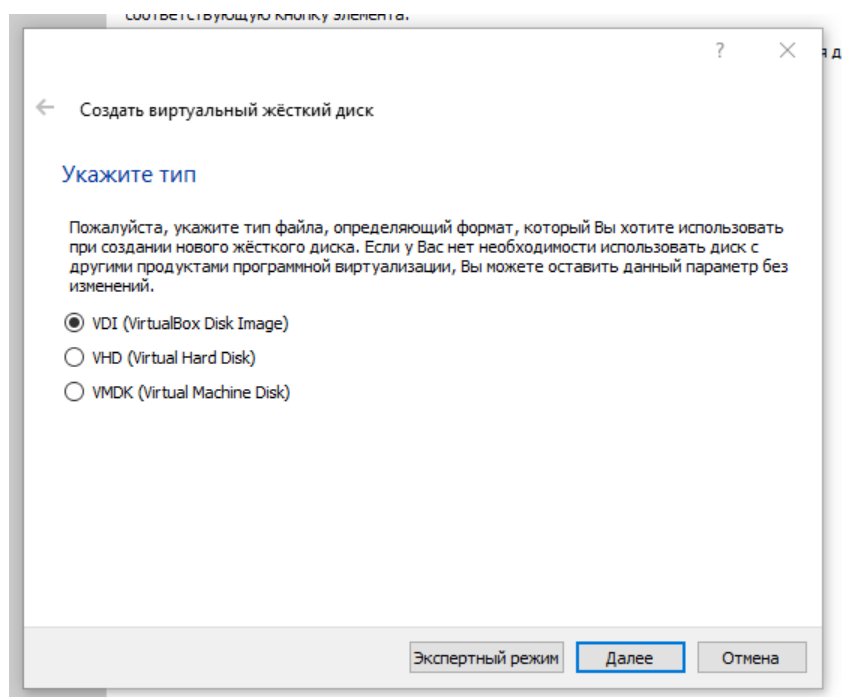 соответствующую кнопку элемента.
?
я д
Создать виртуальный жёсткий диск
Укажите тип
Пожалуйста, укажите тип файла, определяющий формат, который Вы хотите использовать
при создании нового жёсткого диска. Если у Вас нет необходимости использовать диск с
другими продуктами программной виртуализации, Вы можете оставить данный параметр без
изменений.
VDI (VirtualBox Disk Image)
VHD (Virtual Hard Disk)
VMDK (Virtual Machine Disk)
Экспертный режим Далее Отмена